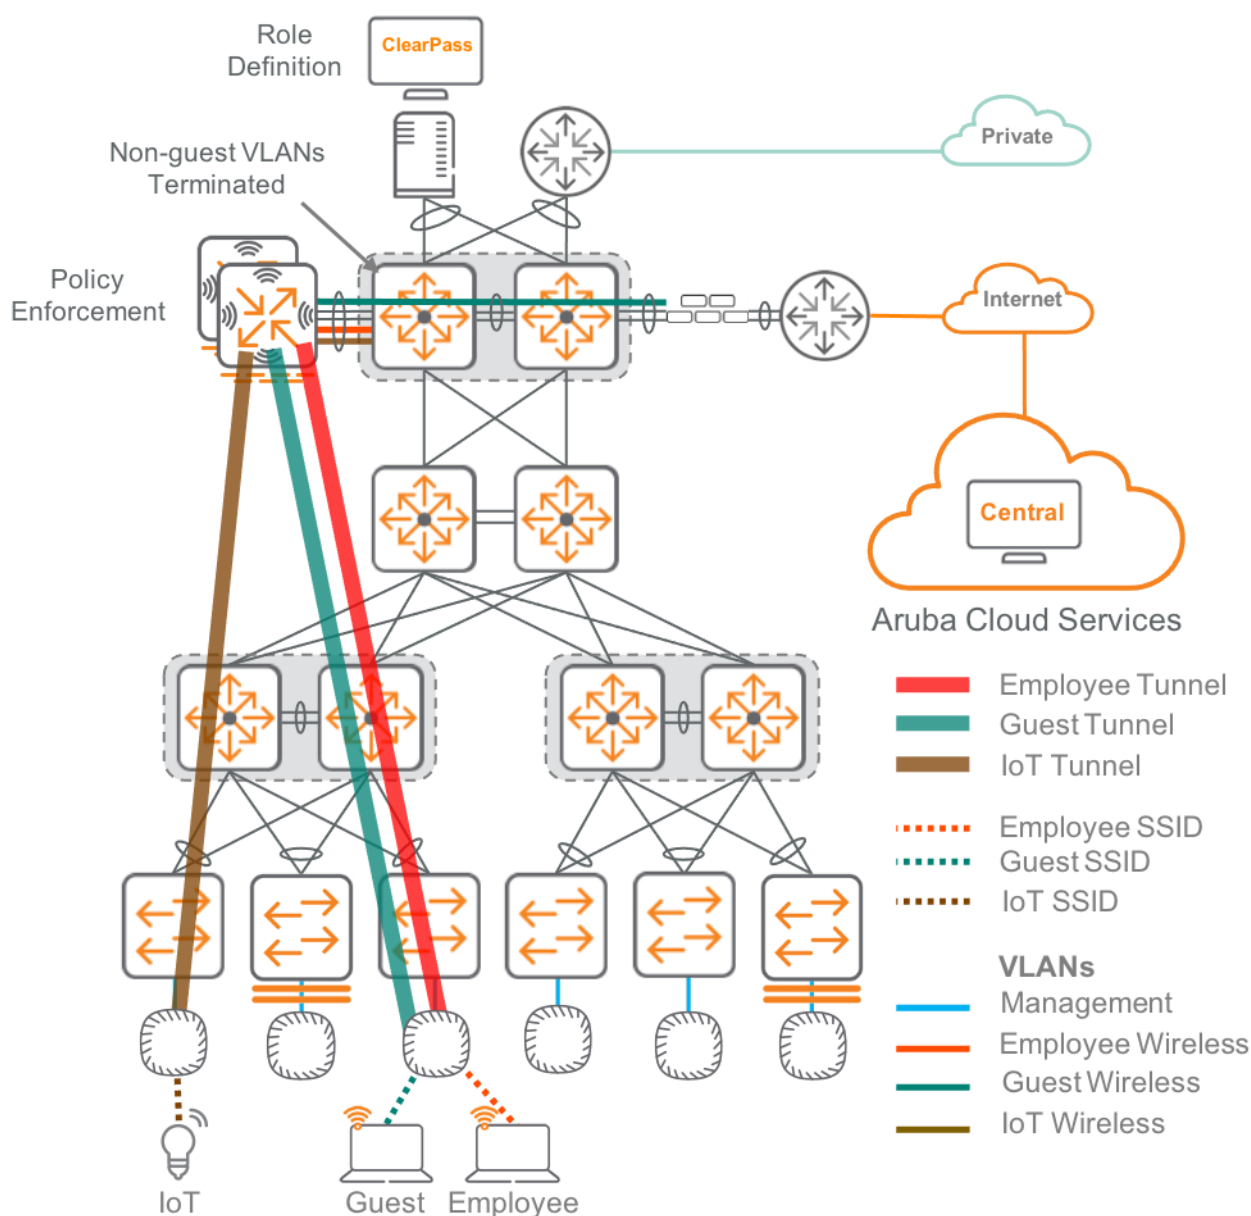 Role
Definition
ClearPass
Non-guest VLANs
Terminated
Private
Policy
Enforcement
Internet
Central
Aruba Cloud Services
Employee Tunnel
Guest Tunnel
IoT Tunnel
Employee SSID
Guest SSID
IoT SSID
VLANs
Management
Employee Wireless
Guest Wireless
IoT Wireless
IoT
Guest
Employee